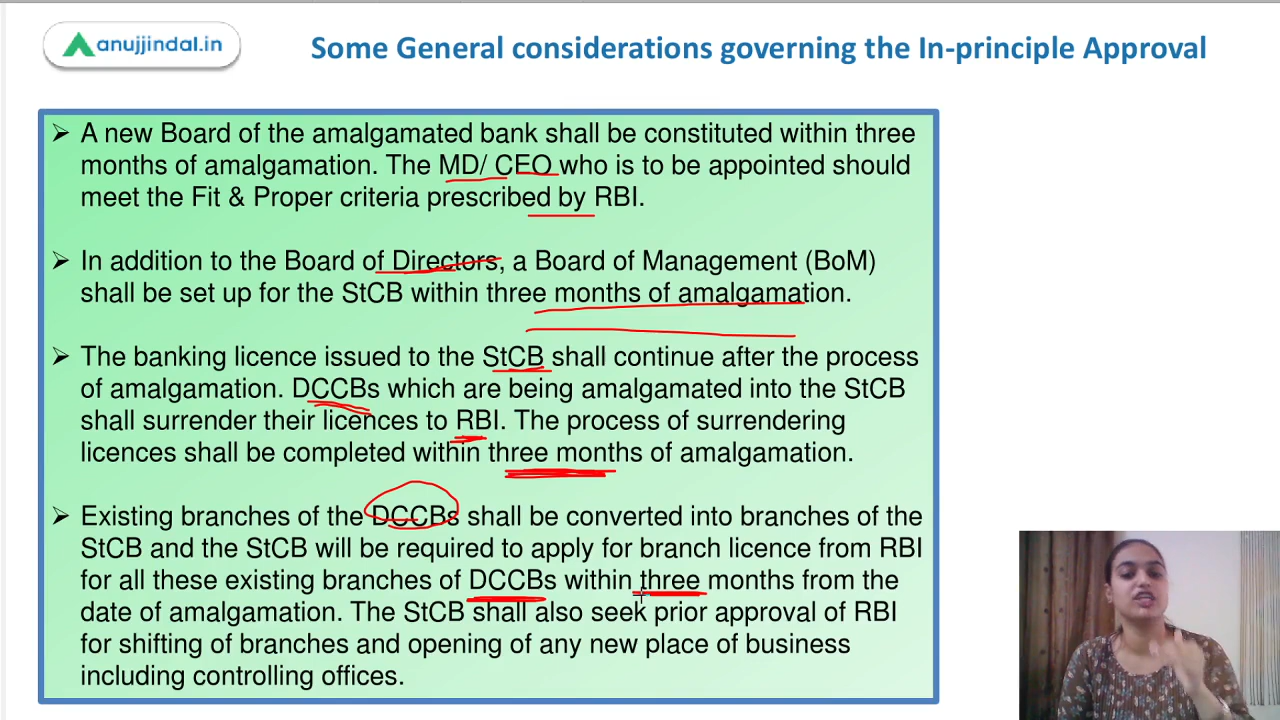 anujjindal.in
Some General considerations governing the In-principle Approval
➢ A new Board of the amalgamated bank shall be constituted within three
months of amalgamation. The MD/ CEO who is to be appointed should
meet the Fit & Proper criteria prescribed by RBI.
➢ In addition to the Board of Directors, a Board of Management (BoM)
shall be set up for the StCB within three months of amalgamation.
➢ The banking licence issued to the StCB shall continue after the process
of amalgamation. DCCBs which are being amalgamated into the StCB
shall surrender their licences to RBI. The process of surrendering
licences shall be completed within three months of amalgamation.
➢ Existing branches of the DCCBs shall be converted into branches of the
StCB and the StCB will be required to apply for branch licence from RBI
for all these existing branches of DCCBs within three months from the
date of amalgamation. The StCB shall also seek prior approval of RBI
for shifting of branches and opening of any new place of business
including controlling offices.